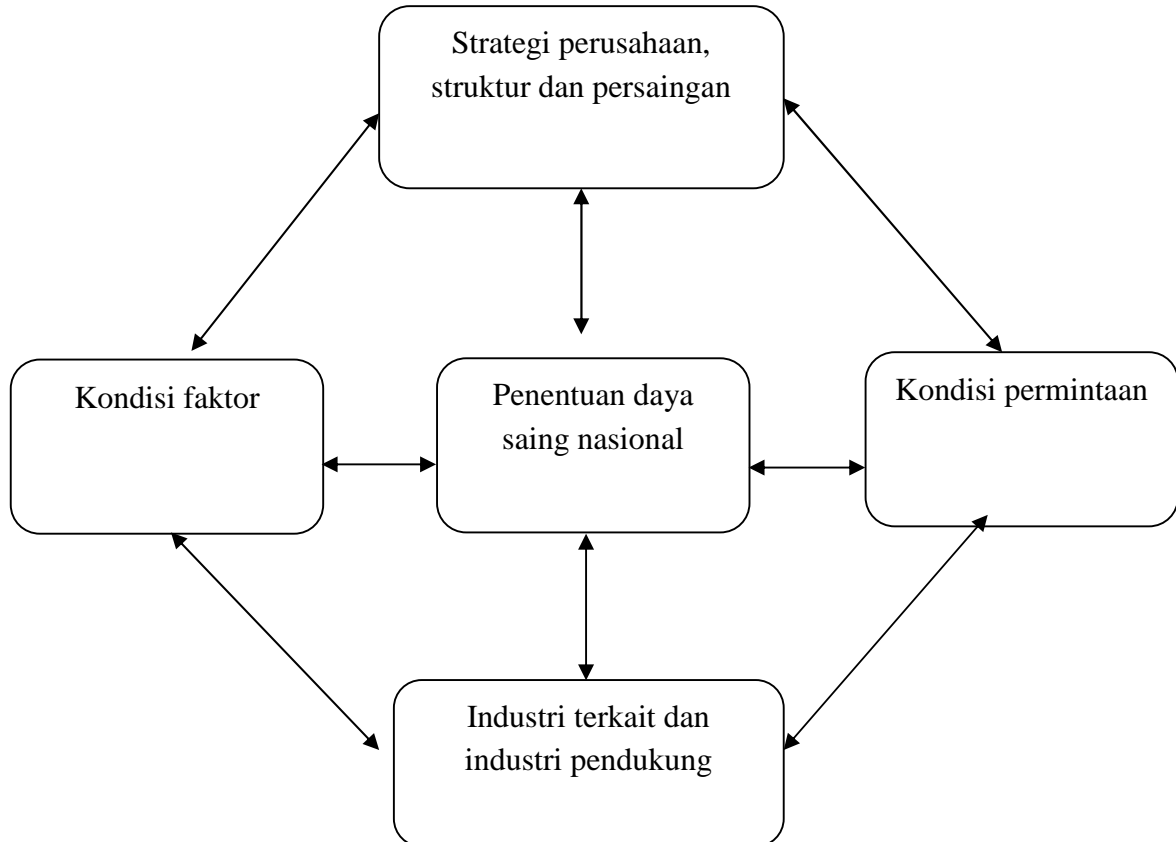 Strategi perusahaan,
struktur dan persaingan
Kondisi faktor
Penentuan daya
saing nasional
Kondisi permintaan
Industri terkait dan
industri pendukung